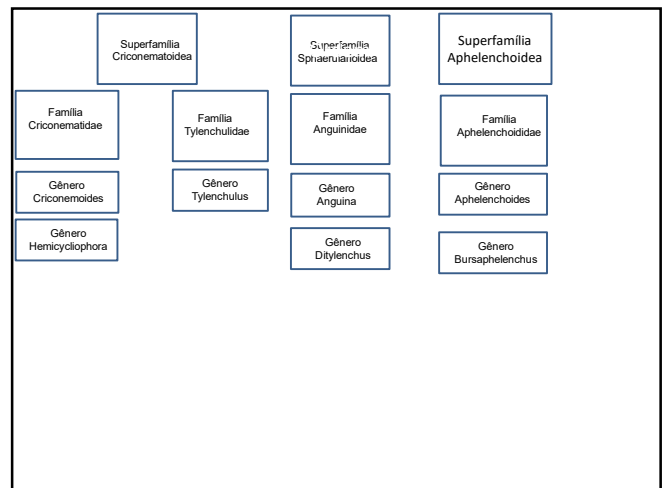 Superfamília
Criconematoidea
Superfamília
Sphaerularioidea
Superfamília
Aphelenchoidea
Família
Criconematidae
Família
Tylenchulidae
Família
Anguinidae
Família
Aphelenchoididae
Gênero
Criconemoides
Gênero
Tylenchulus
Gênero
Anguina
Gênero
Aphelenchoides
Gênero
Hemicycliophora
Gênero
Ditylenchus
Gênero
Bursaphelenchus